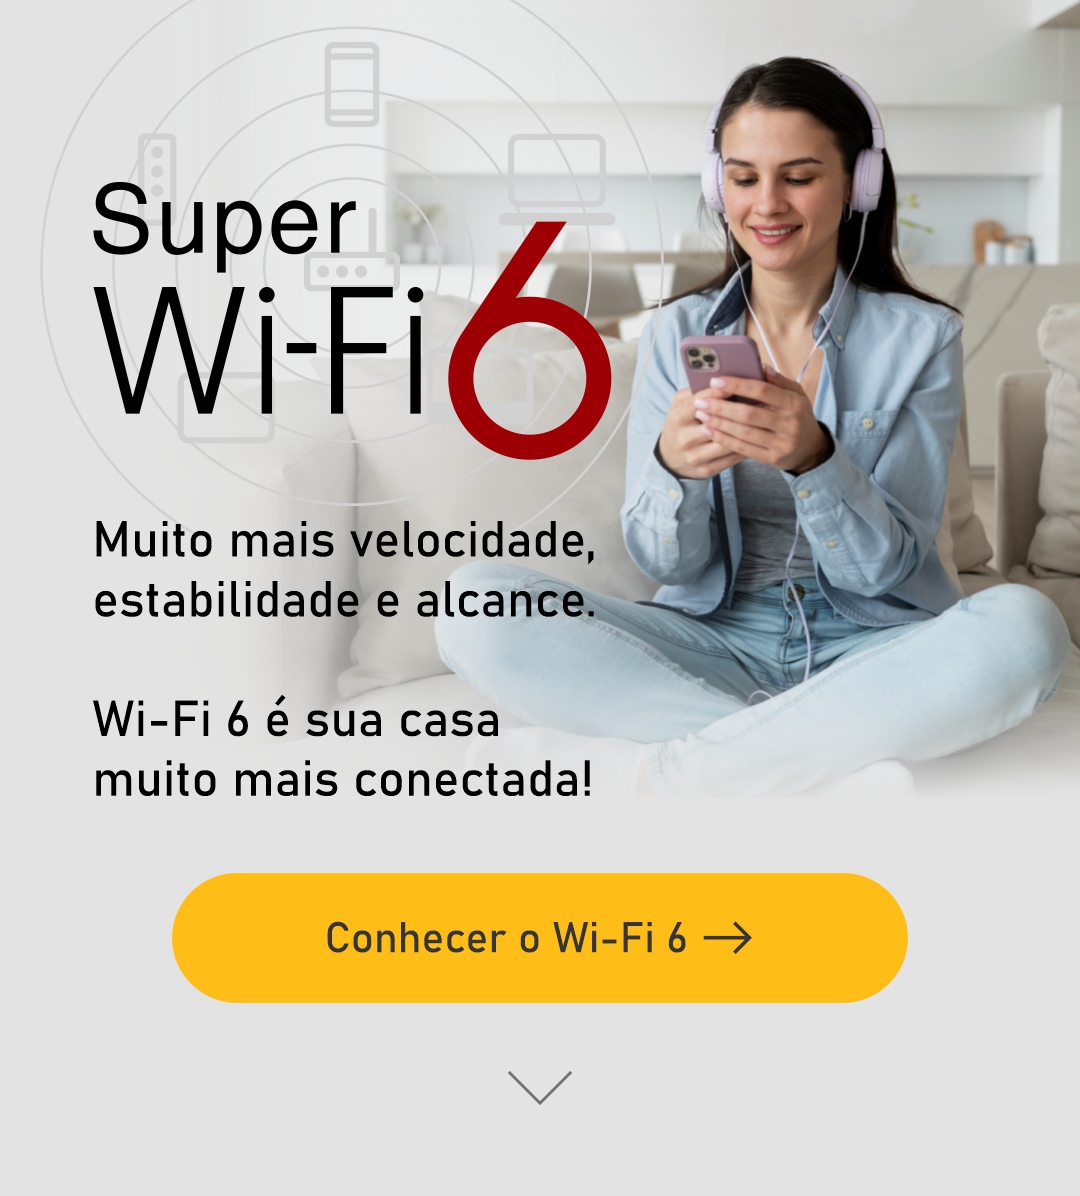 Super
Wi-Fi 6
Muito mais velocidade,
estabilidade e alcance.
Wi-Fi 6 é sua casa
muito mais conectada!
Conhecer o Wi-Fi 6 →